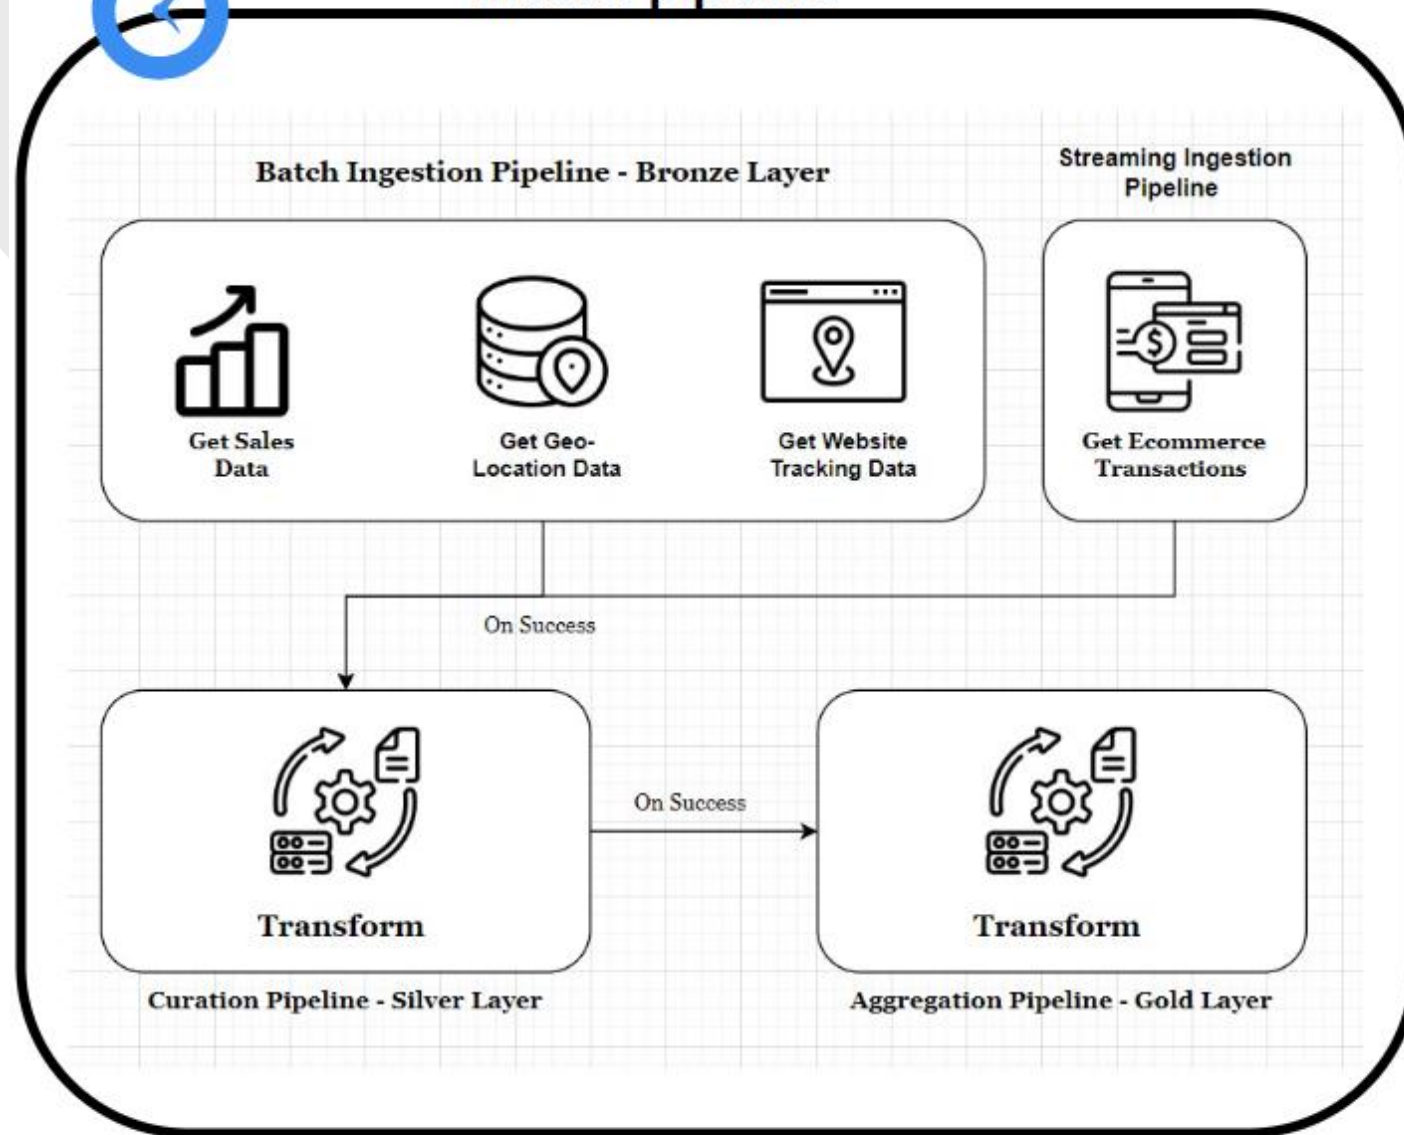 Batch Ingestion Pipeline - Bronze Layer
Streaming Ingestion
Pipeline
Get Sales
Data
Get Geo-
Location Data
Get Website
Tracking Data
Get Ecommerce
Transactions
On Success
On Success
Transform
Transform
Curation Pipeline - Silver Layer
Aggregation Pipeline - Gold Layer